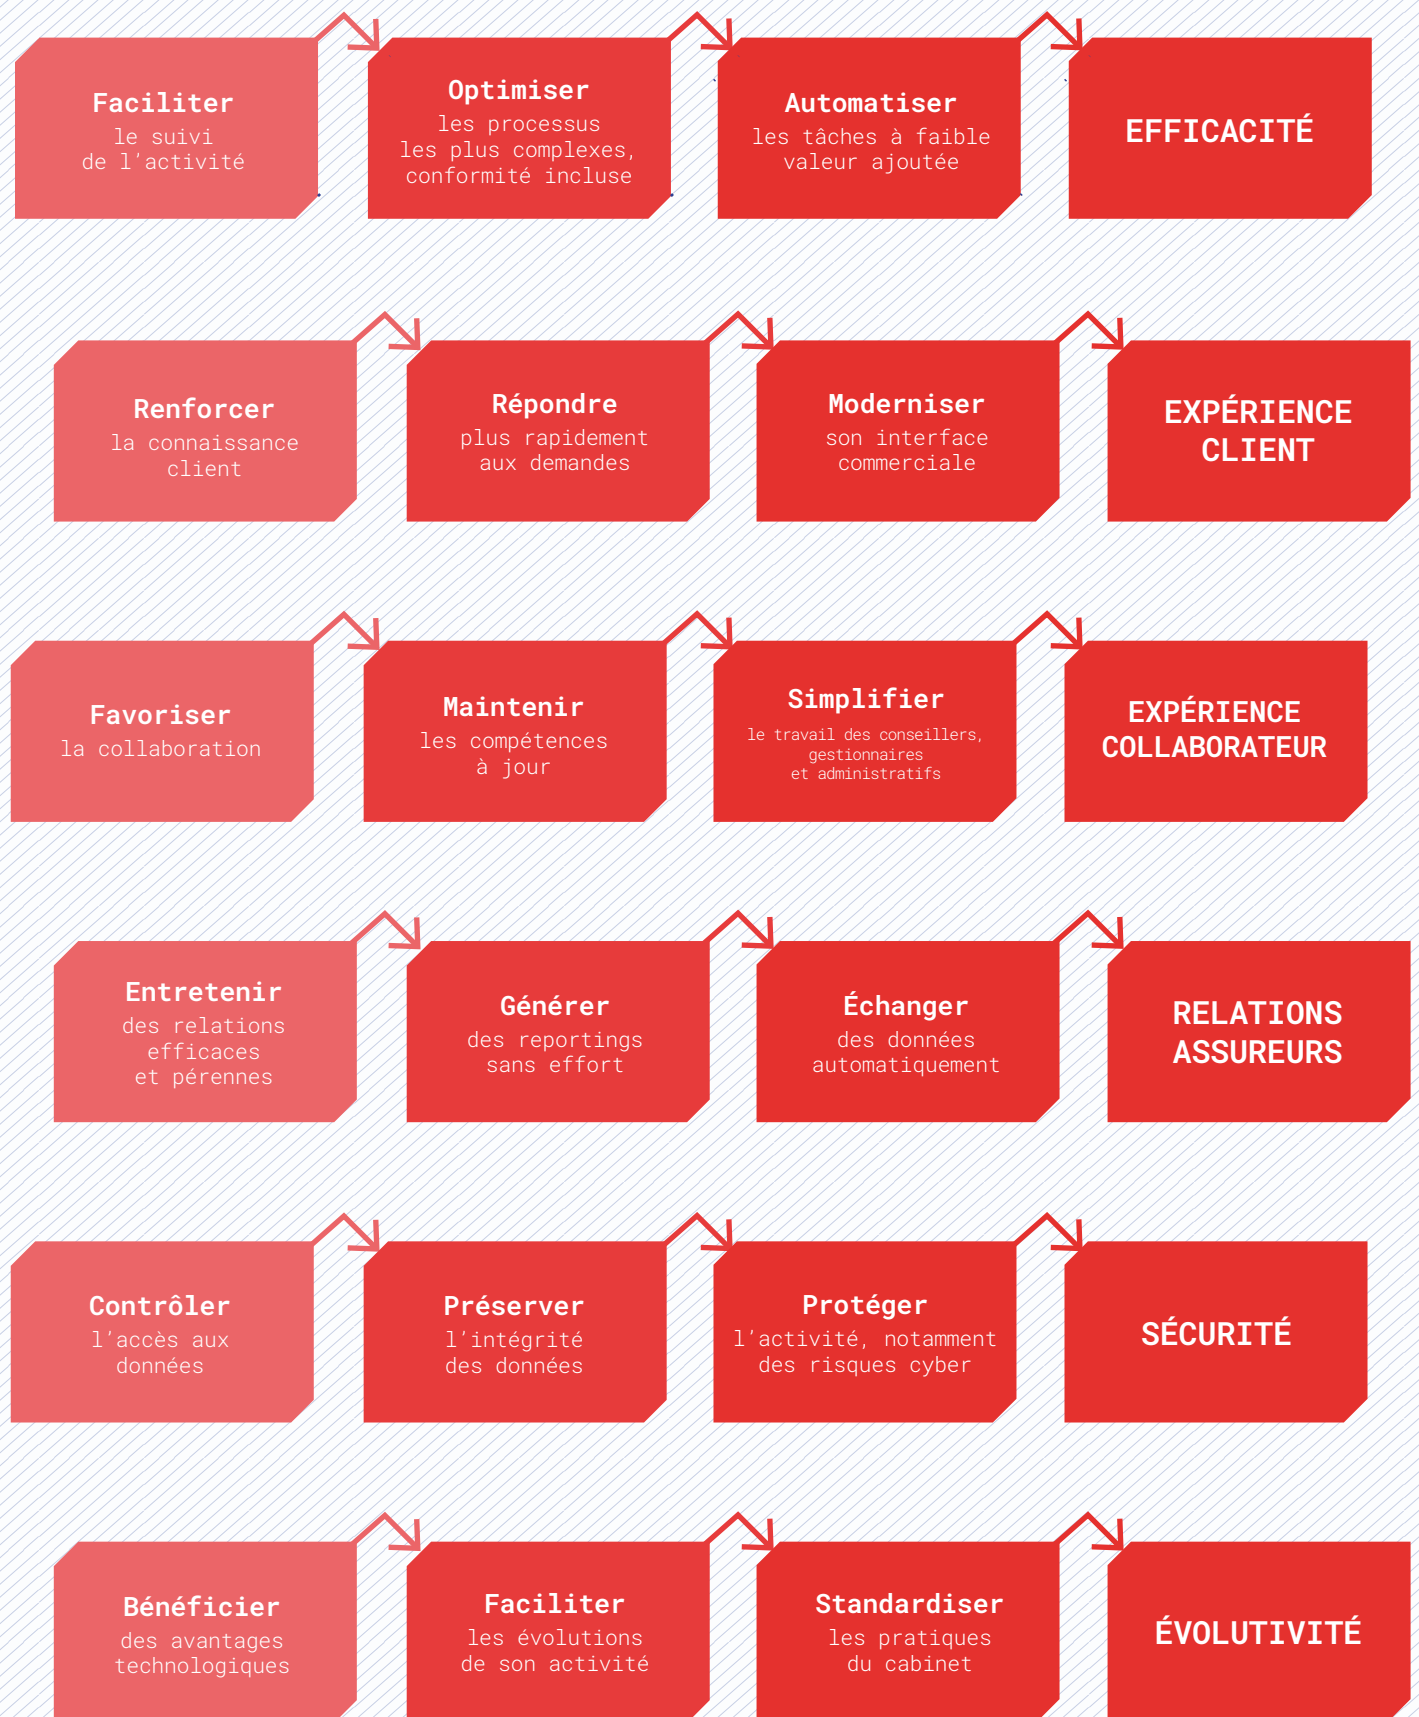 Faciliter
le suivi
de l'activité
Optimiser
les processus
les plus complexes,
conformité incluse
Automatiser
les tâches à faible
valeur ajoutée
EFFICACITÉ
Renforcer
la connaissance
client
Répondre
plus rapidement
aux demandes
Moderniser
son interface
commerciale
EXPÉRIENCE
CLIENT
Favoriser
la collaboration
Maintenir
les compétences
à jour
Simplifier
le travail des conseillers,
gestionnaires
et administratifs
EXPÉRIENCE
COLLABORATEUR
Entretenir
des relations
efficaces
et pérennes
Générer
des reportings
sans effort
Échanger
des données
automatiquement
RELATIONS
ASSUREURS
Contrôler
l'accès aux
données
Préserver
l'intégrité
des données
Protéger
l'activité, notamment
des risques cyber
SÉCURITÉ
Bénéficier
des avantages
technologiques
Faciliter
les évolutions
de son activité
Standardiser
les pratiques
du cabinet
ÉVOLUTIVITÉ